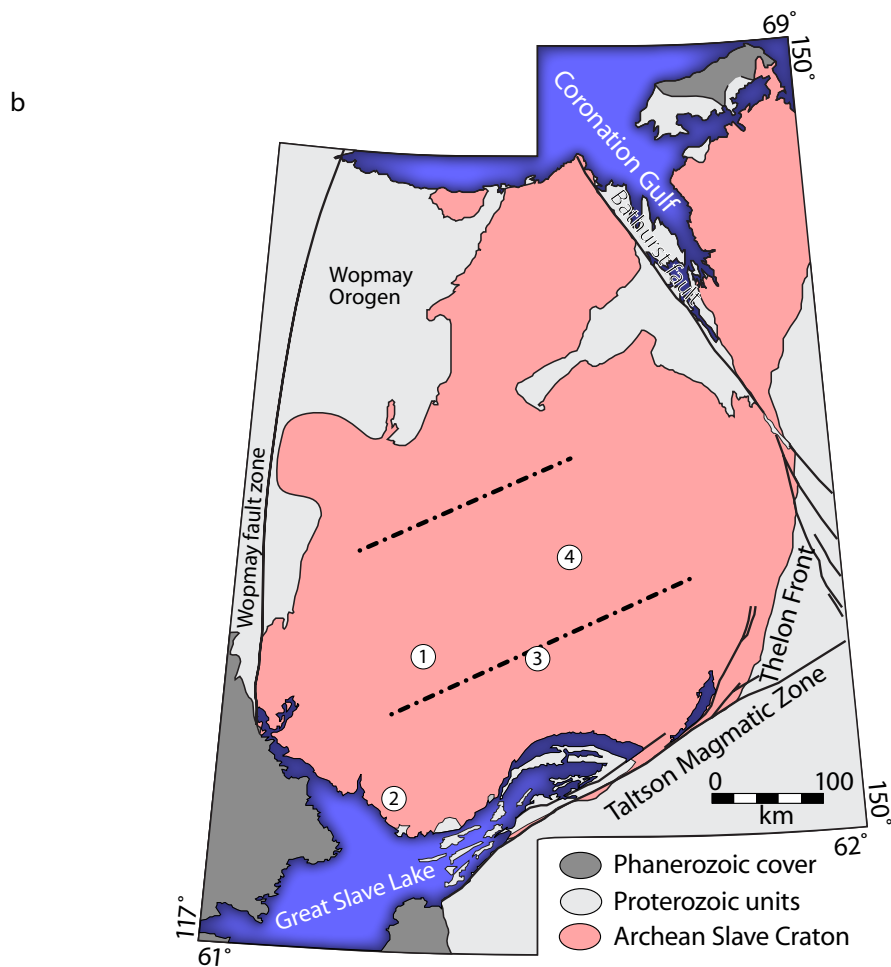 b
69°
150°
Coronation Gulf
Bathurst fault
Wopmay
Orogen
Wopmay fault zone
4
1
3
2
Thelon Front
Taltson Magmatic Zone
0 100
km
150°
62°
Great Slave Lake
117°
61°
Phanerozoic cover
Proterozoic units
Archean Slave Craton